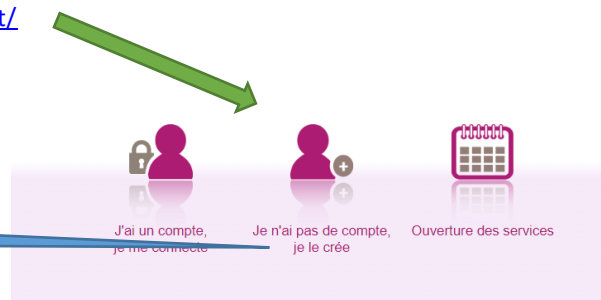 t/
J'ai un compte,
je me connecte
Je n'ai pas de compte,
je le crée
Ouverture des services